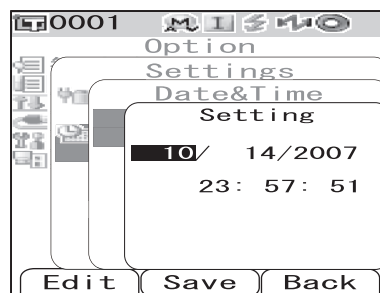 0001 M I
Option
Settings
Date&Time
Setting
10/ 14/2007
23: 57: 51
Edit Save Back